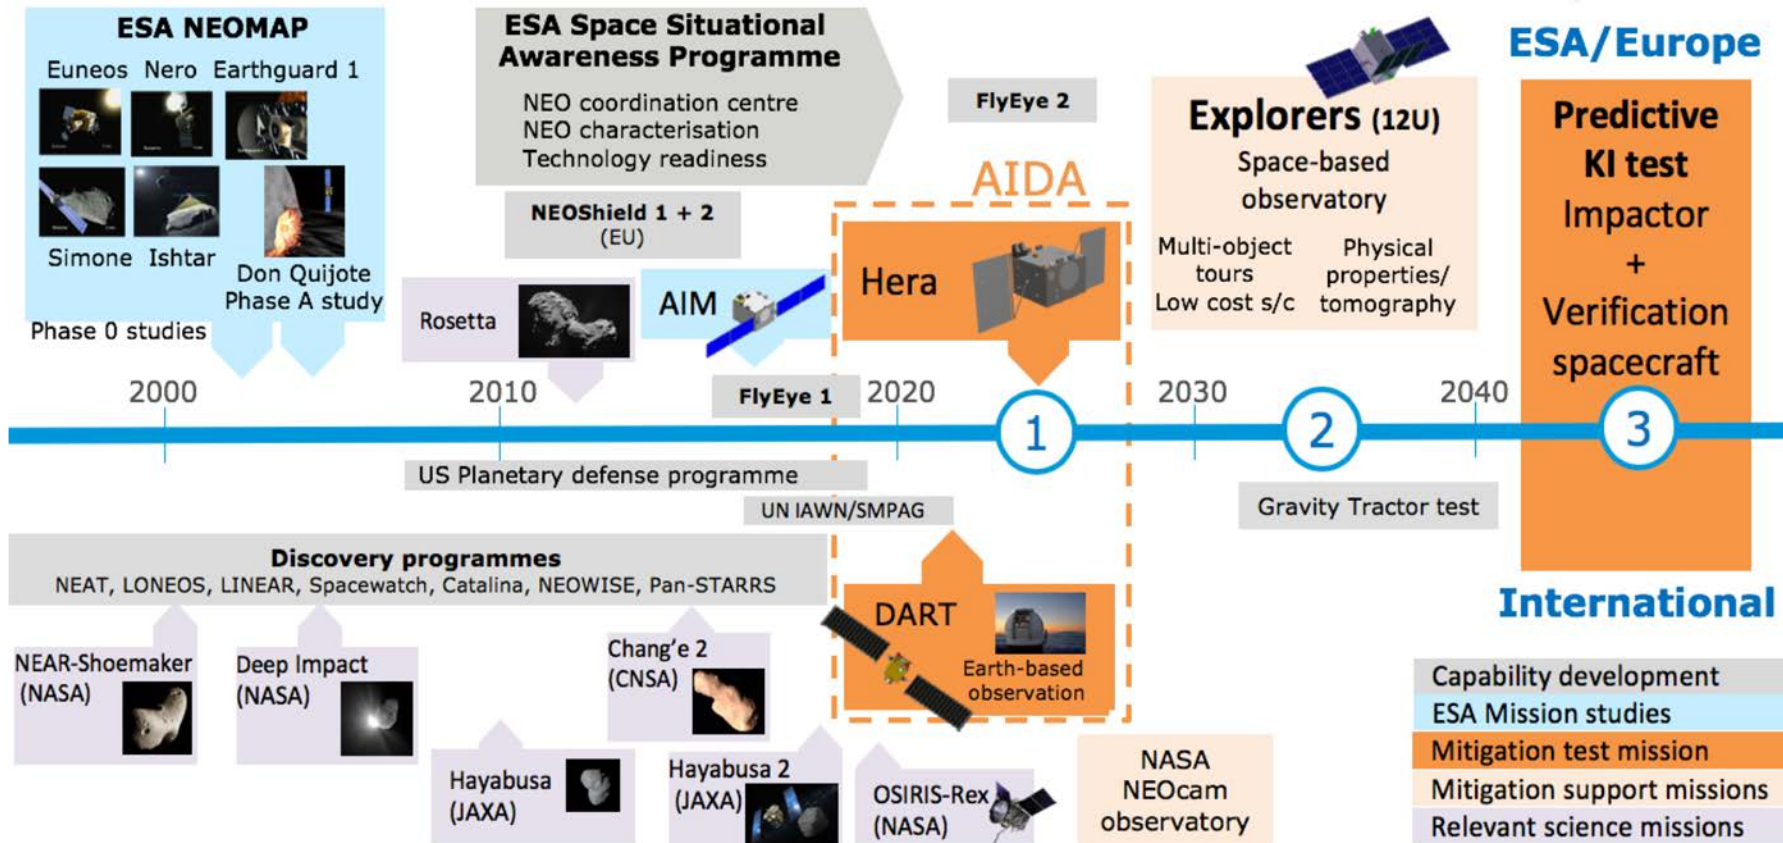 ESA NEOMAP
Euneos Nero Earthguard 1
Simone Ishtar
Don Quijote
Phase A study
Phase 0 studies
ESA Space Situational
Awareness Programme
NEO coordination centre
NEO characterisation
Technology readiness
NEOShield 1 + 2
(EU)
Rosetta
AIM
FlyEye 1
FlyEye 2
AIDA
Hera
Explorers (12U)
Space-based
observatory
Multi-object
tours
Low cost s/c
Physical
properties/
tomography
ESA/Europe
Predictive
KI test
Impactor
+
Verification
spacecraft
2000
2010
2020
2030
2040
1
2
3
US Planetary defense programme
UN IAWN/SMPAG
Gravity Tractor test
Discovery programmes
NEAT, LONEOS, LINEAR, Spacewatch, Catalina, NEOWISE, Pan-STARRS
NEAR-Shoemaker
(NASA)
Deep Impact
(NASA)
Hayabusa
(JAXA)
Chang'e 2
(CNSA)
Hayabusa 2
(JAXA)
DART
Earth-based
observation
OSIRIS-Rex
(NASA)
NASA
NEOcam
observatory
International
Capability development
ESA Mission studies
Mitigation test mission
Mitigation support missions
Relevant science missions